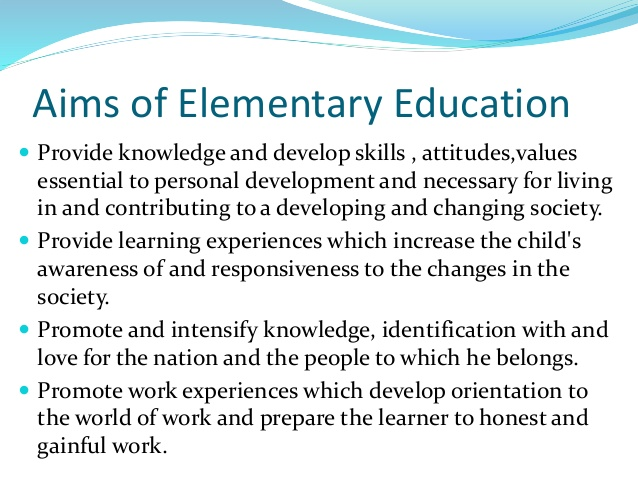 Aims of Elementary Education
• Provide knowledge and develop skills , attitudes,values
essential to personal development and necessary for living
in and contributing to a developing and changing society.
• Provide learning experiences which increase the child's
awareness of and responsiveness to the changes in the
society.
• Promote and intensify knowledge, identification with and
love for the nation and the people to which he belongs.
• Promote work experiences which develop orientation to
the world of work and prepare the learner to honest and
gainful work.